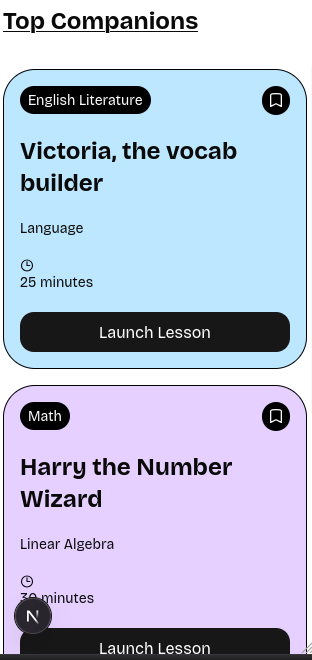 Top Companions
English Literature
Victoria, the vocab
builder
Language
25 minutes
Launch Lesson
Math
Harry the Number
Wizard
Linear Algebra
30 minutes
N
Launch Lesson